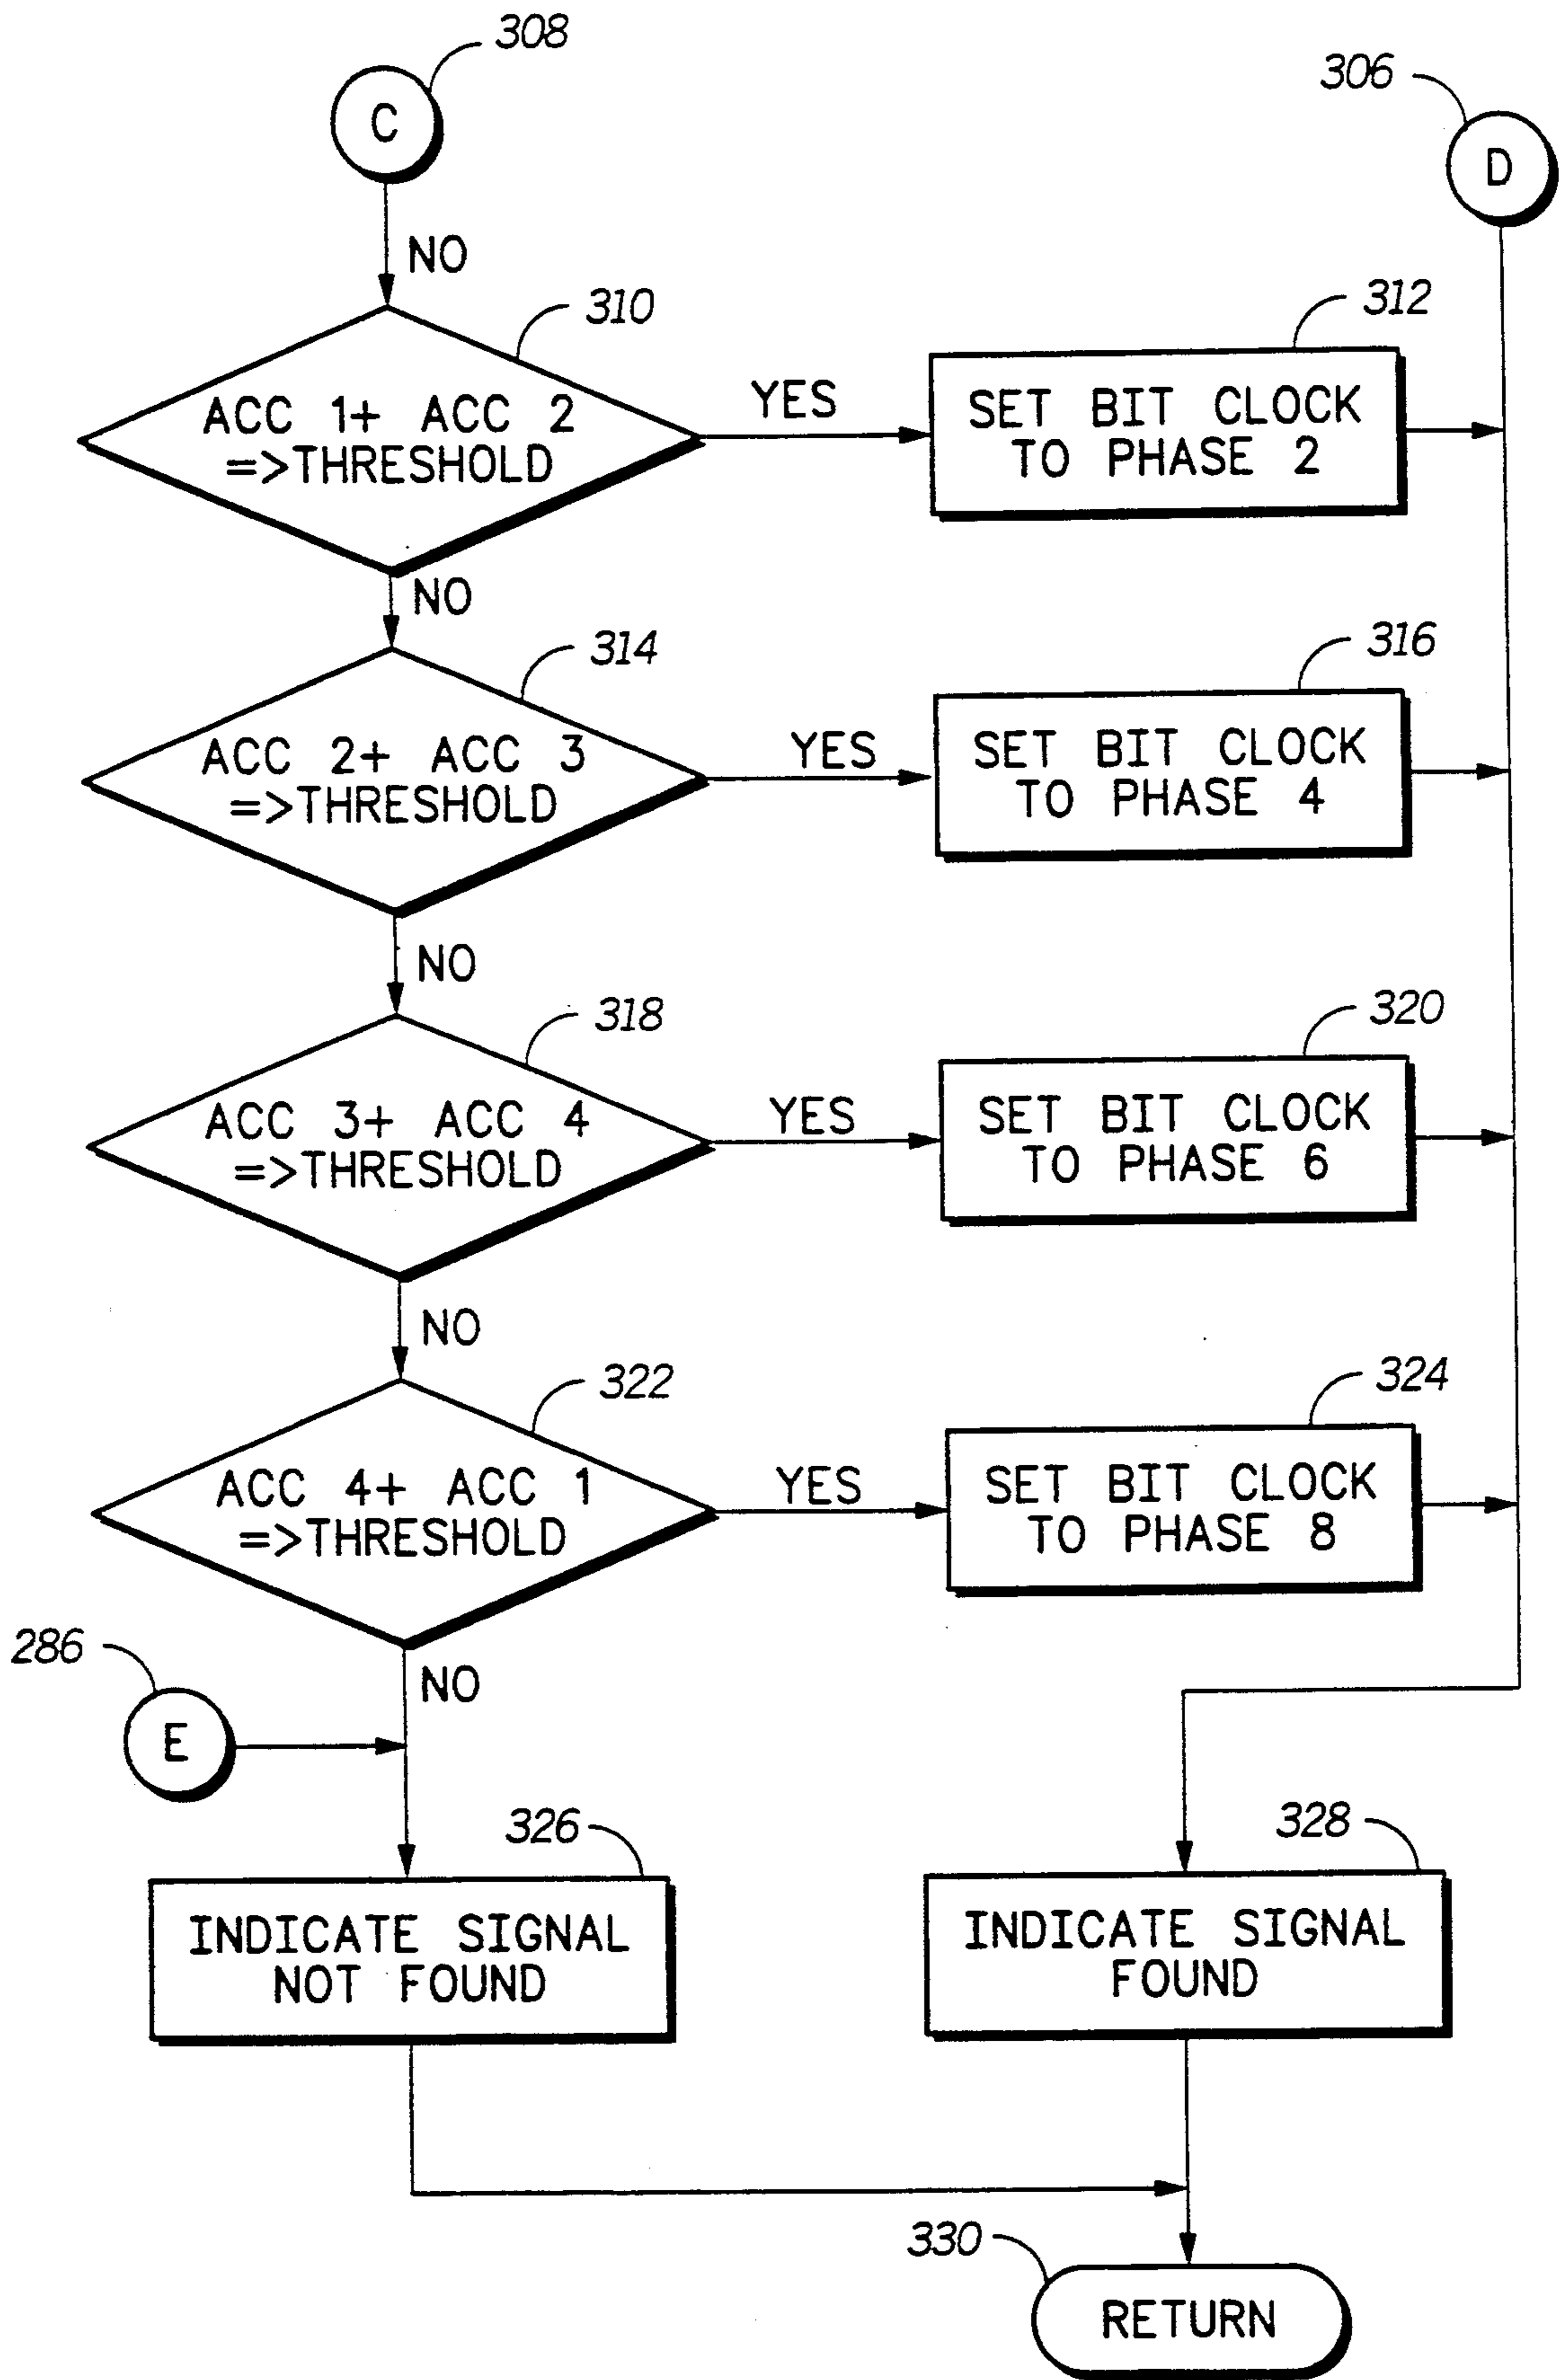 308
C
306
D
NO
310
ACC 1+ ACC 2
=>THRESHOLD
YES
312
SET BIT CLOCK
TO PHASE 2
NO
314
ACC 2+ ACC 3
=>THRESHOLD
YES
316
SET BIT CLOCK
TO PHASE 4
NO
318
ACC 3+ ACC 4
=>THRESHOLD
YES
320
SET BIT CLOCK
TO PHASE 6
NO
322
ACC 4+ ACC 1
=>THRESHOLD
YES
324
SET BIT CLOCK
TO PHASE 8
NO
286
E
326
INDICATE SIGNAL
NOT FOUND
328
INDICATE SIGNAL
FOUND
330
RETURN